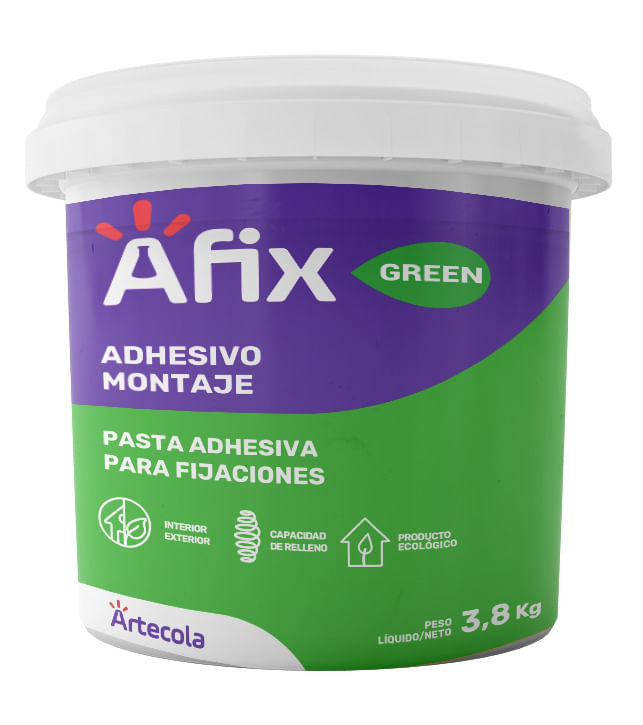 Afix
GREEN
ADHESIVO
MONTAJE
PASTA ADHESIVA
PARA FIJACIONES
INTERIOR
EXTERIOR
CAPACIDAD
DE RELLENO
PRODUCTO
ECOLÓGICO
Artecola
PESO
LÍQUIDO/NETO
3,8 Kg